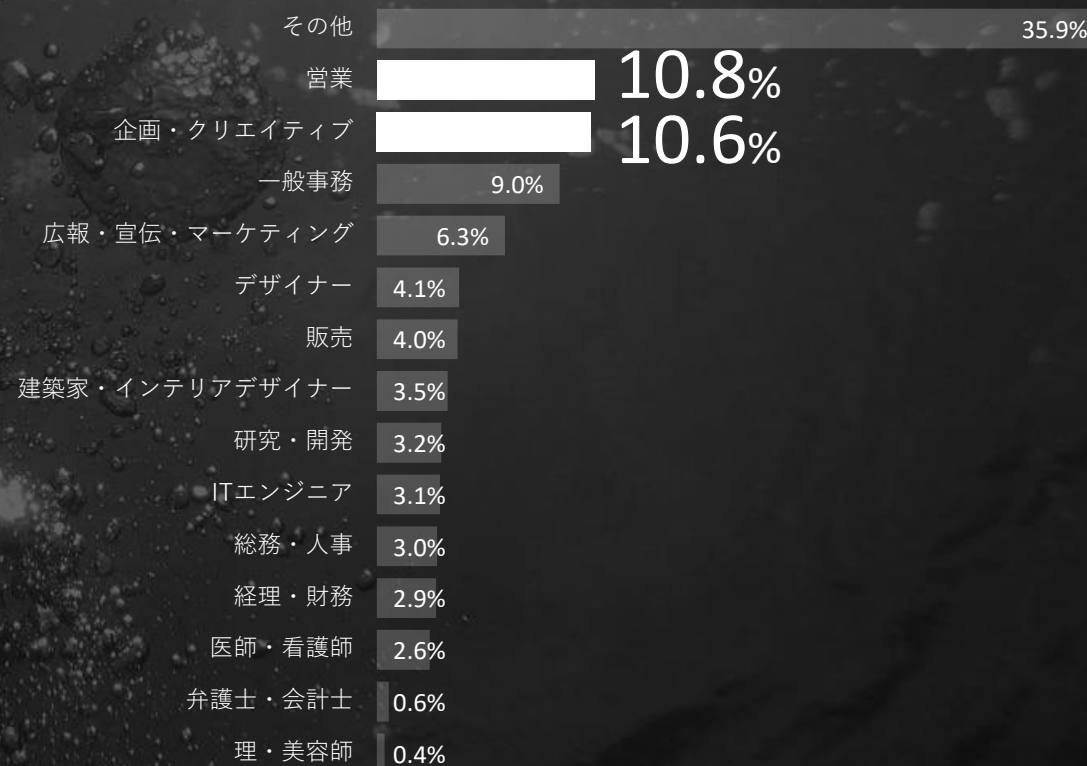 その他 35.9%
営業 10.8%
企画・クリエイティブ 10.6%
一般事務 9.0%
広報・宣伝・マーケティング 6.3%
デザイナー 4.1%
販売 4.0%
建築家・インテリアデザイナー 3.5%
研究・開発 3.2%
ITエンジニア 3.1%
総務・人事 3.0%
経理・財務 2.9%
医師・看護師 2.6%
弁護士・会計士 0.6%
理・美容師 0.4%